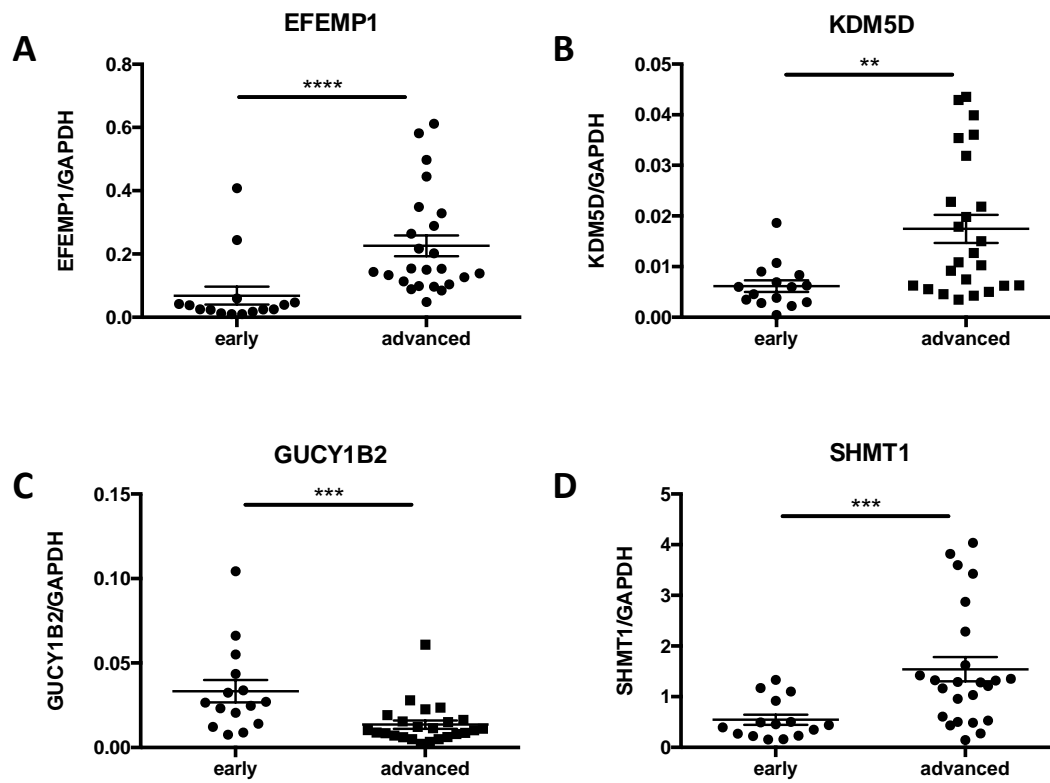 A
EFEMP1
EFEMP1/GAPDH
0.8
0.6
0.4
0.2
0.0
****
early
advanced
B
KDM5D
KDM5D/GAPDH
0.05
0.04
0.03
0.02
0.01
0.00
**
early
advanced
C
GUCY1B2
GUCY1B2/GAPDH
0.15
0.10
0.05
0.00
***
early
advanced
D
SHMT1
SHMT1/GAPDH
5
4
3
2
1
0
***
early
advanced